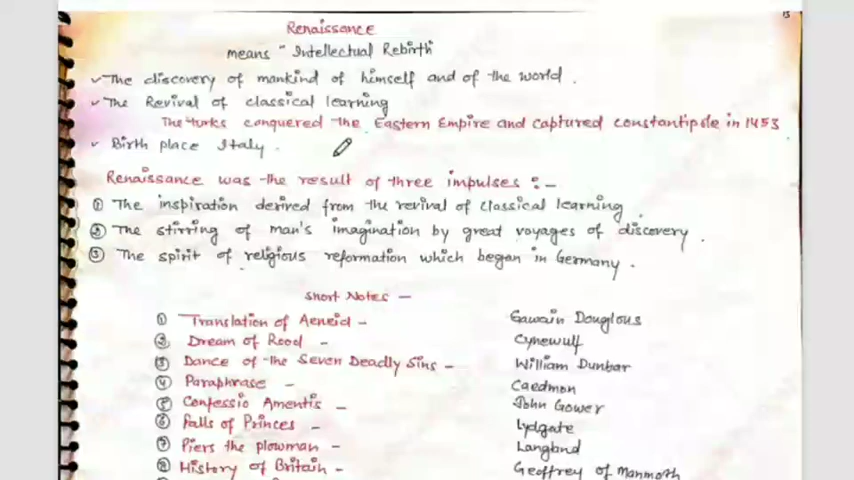 15
Renaissance
means "Intellectual Rebirth
✓ The discovery of mankind of himself and of the world.
✓ The Revival of classical learning
The turks conquered the Eastern Empire and captured constantipole in 1453
✓ Birth place Italy.
Renaissance was the result of three impulses :-
① The inspiration derived from the revival of classical learning
② The stirring of man's imagination by great voyages of discovery.
③ The spirit of religious reformation which began in Germany.
Short Notes -
① Translation of Aeneid - Gawain Douglous
② Dream of Rood - Cynewulf
③ Dance of the Seven Deadly Sins - William Dunbar
④ Paraphrase - Caedmon
⑤ Confessio Amentis - John Gower
⑥ Falls of Princes - Lydgate
⑦ Piers the plowman - Langland
⑧ History of Britain - Geoffrey of Manmoth